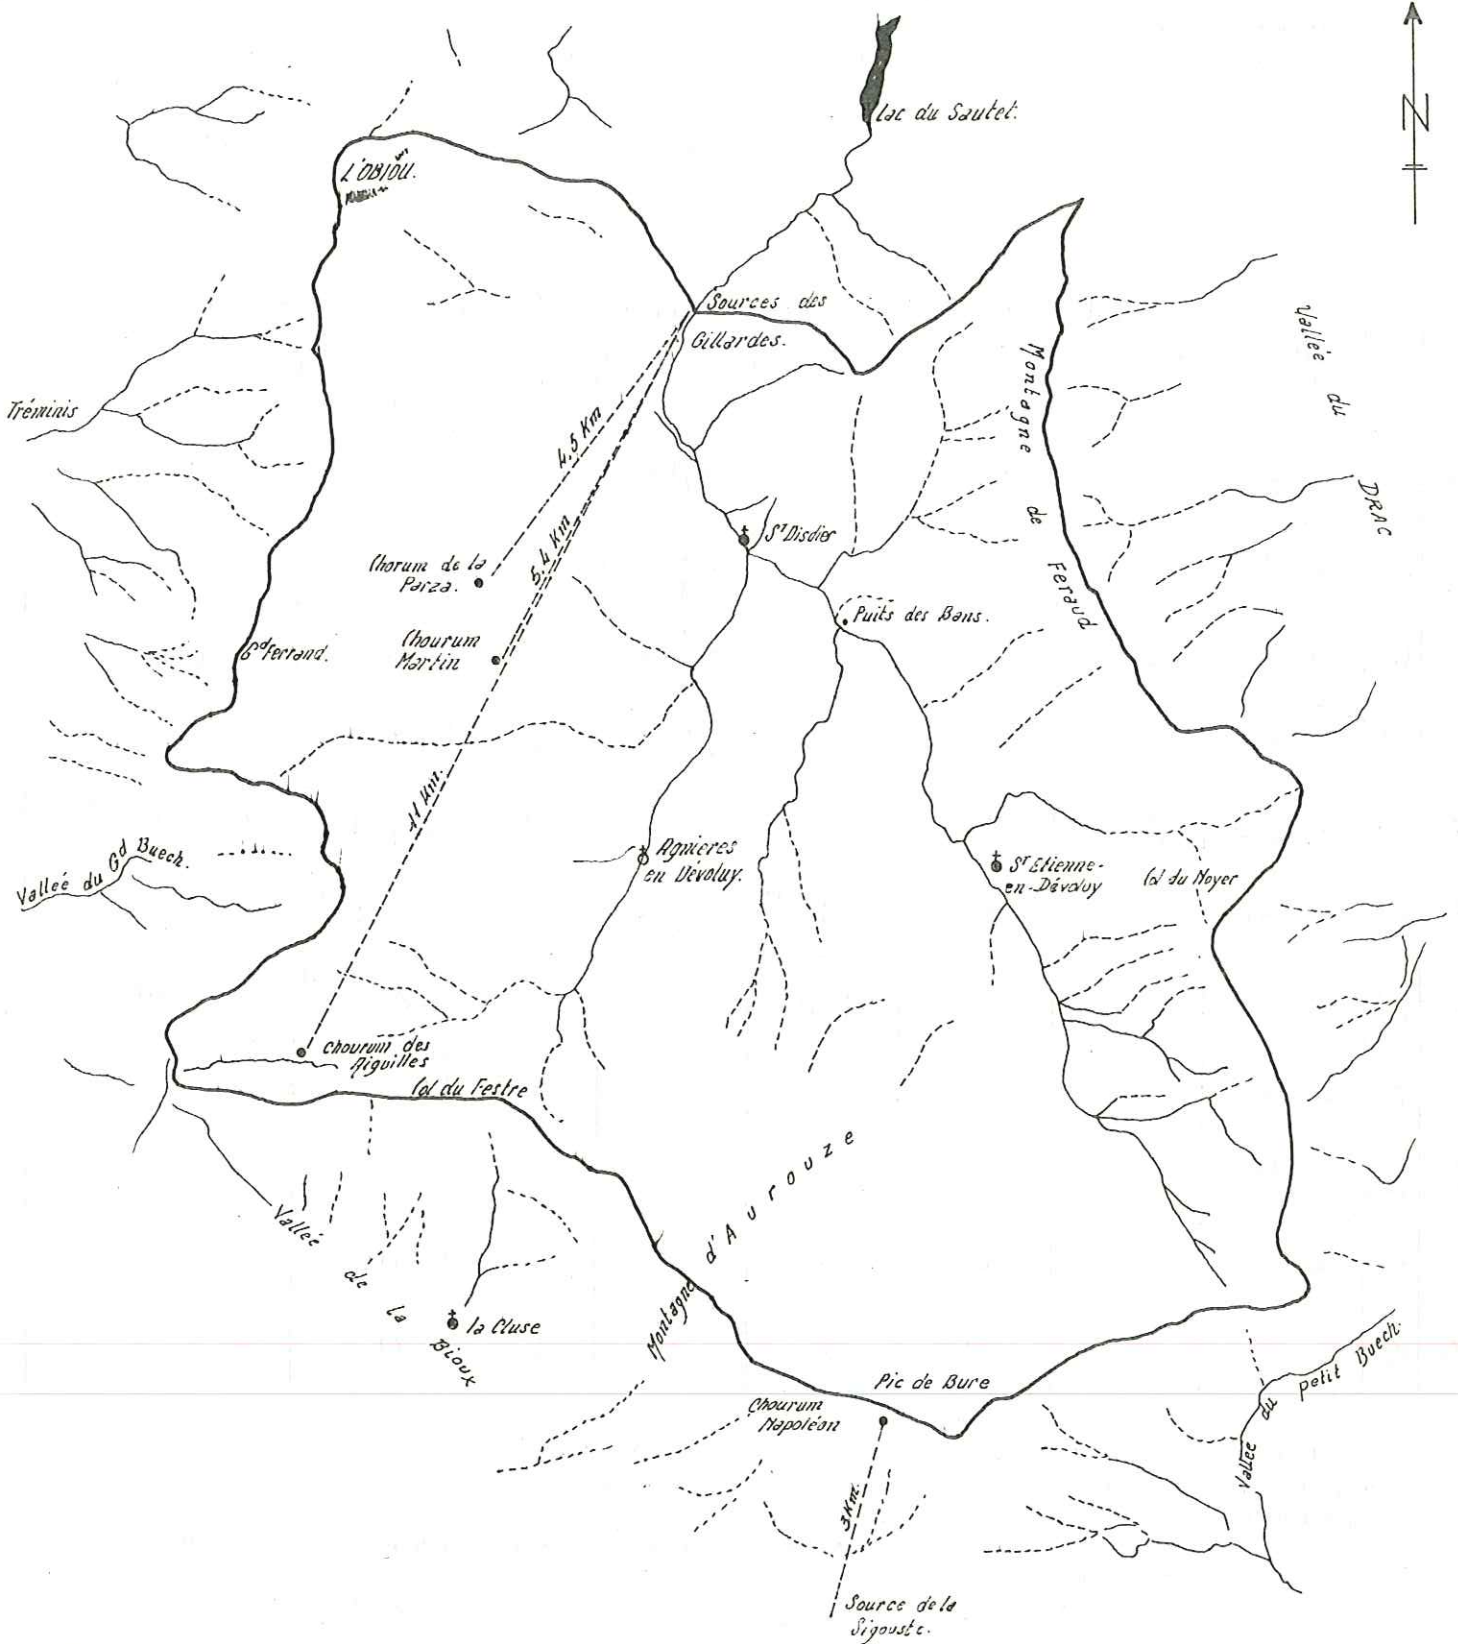 N
lac du Sautet.
L'OBIOU.
Sources des
Gillardes.
Vallée du
DRAC
Montagne de Feraud
Tréminis
4,5 Km
5,4 Km
St Disdier
Chorum de la
Parza.
Puits des Bans.
Chourum
Martin
Gd Ferrand.
11 Km.
Vallée du Gd Buech.
Agnieres
en Dévoluy.
St Etienne-
en-Dévoluy
Col du Noyer
Chourum des
Aiguilles
Col du Festre
Montagne d'Aurouze
Vallée de la Bioux
la Cluse
Pic de Bure
Chourum
Napoléon
Vallée du petit Buech.
3 Km.
Source de la
Sigouste.